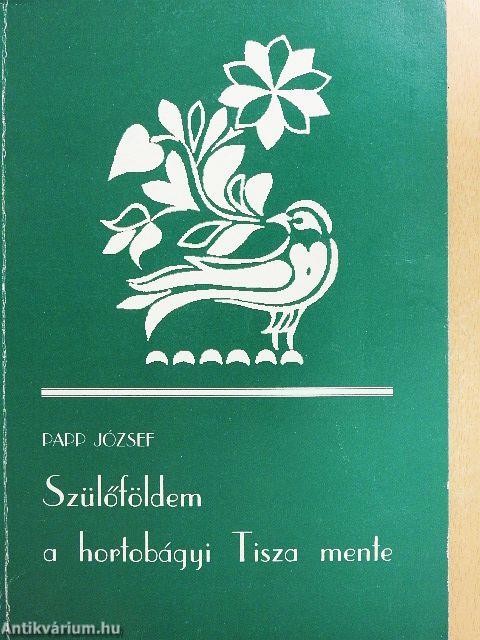 PAPP JÓZSEF
Szülőföldem
a hortobágyi Tisza mente
Antikvárium.hu